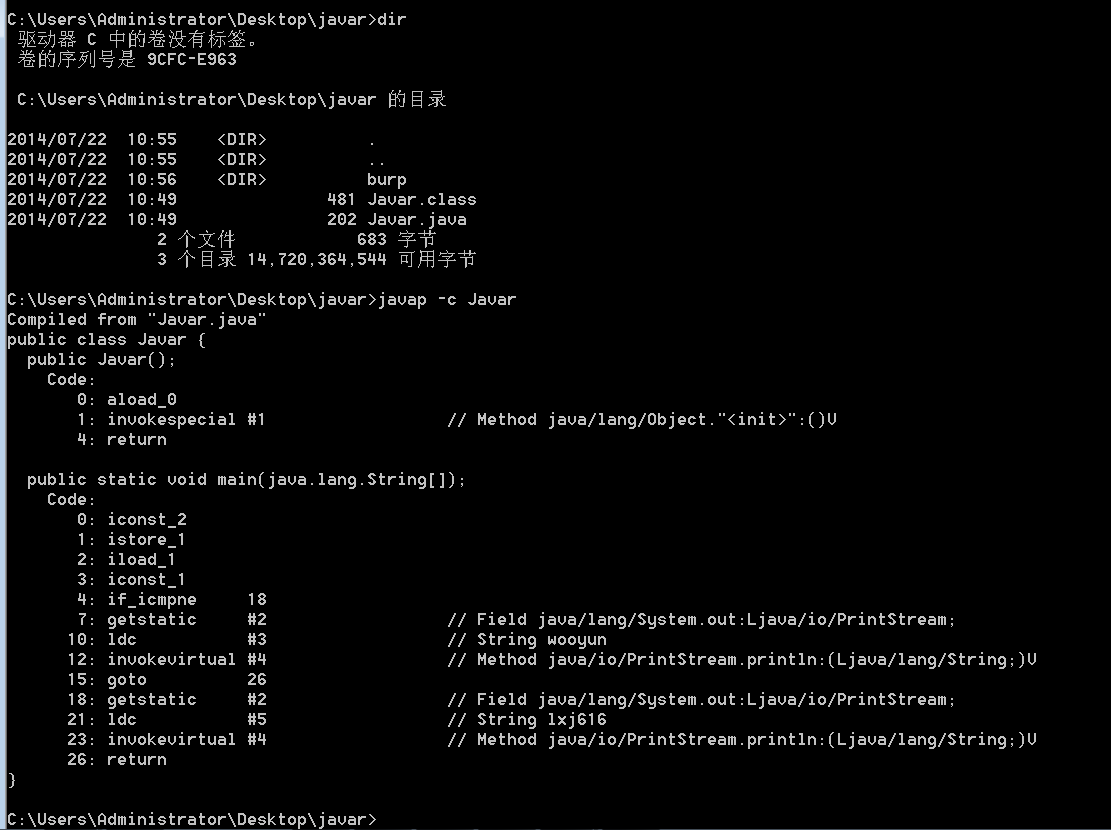 C:\Users\Administrator\Desktop\javar>dir
驱动器 C 中的卷没有标签。
卷的序列号是 9CFC-E963
C:\Users\Administrator\Desktop\javar 的目录
2014/07/22  10:55    <DIR>          .
2014/07/22  10:55    <DIR>          ..
2014/07/22  10:56    <DIR>          burp
2014/07/22  10:49               481 Javar.class
2014/07/22  10:49               202 Javar.java
2 个文件            683 字节
3 个目录 14,720,364,544 可用字节
C:\Users\Administrator\Desktop\javar>javap -c Javar
Compiled from "Javar.java"
public class Javar {
public Javar();
Code:
0: aload_0
1: invokespecial #1                  // Method java/lang/Object."<init>":()V
4: return
public static void main(java.lang.String[]);
Code:
0: iconst_2
1: istore_1
2: iload_1
3: iconst_1
4: if_icmpne     18
7: getstatic     #2                  // Field java/lang/System.out:Ljava/io/PrintStream;
10: ldc           #3                  // String wooyun
12: invokevirtual #4                  // Method java/io/PrintStream.println:(Ljava/lang/String;)V
15: goto          26
18: getstatic     #2                  // Field java/lang/System.out:Ljava/io/PrintStream;
21: ldc           #5                  // String lxj616
23: invokevirtual #4                  // Method java/io/PrintStream.println:(Ljava/lang/String;)V
26: return
}
C:\Users\Administrator\Desktop\javar>